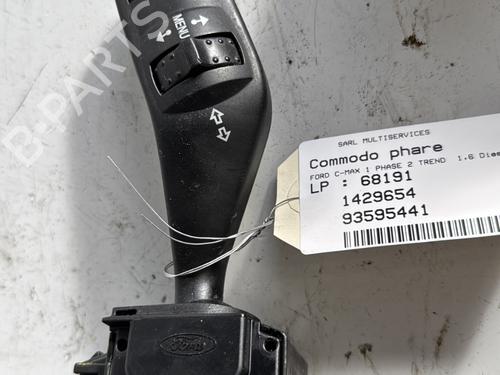 B-PARTS
MENU
SARL MULTISERVICES
Commodo phare
FORD C-MAX 1 PHASE 2 TREND 1.6 Dies
LP : 68191
1429654
93595441
Ford